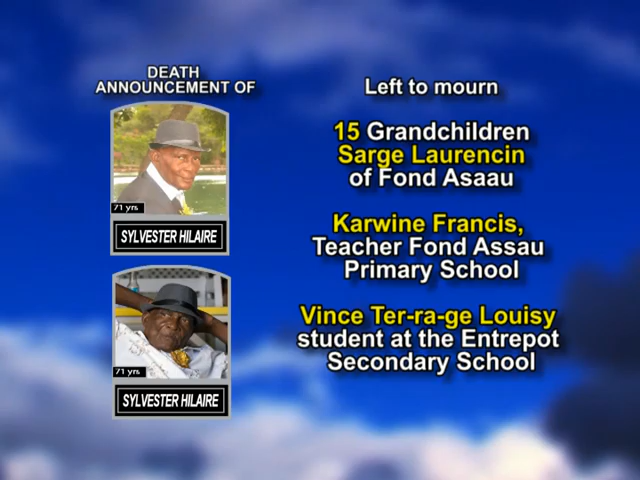 DEATH
ANNOUNCEMENT OF
71 yrs
SYLVESTER HILAIRE
71 yrs
SYLVESTER HILAIRE
Left to mourn
15 Grandchildren
Sarge Laurencin
of Fond Asaau
Karwine Francis,
Teacher Fond Assau
Primary School
Vince Ter-ra-ge Louisy
student at the Entrepot
Secondary School